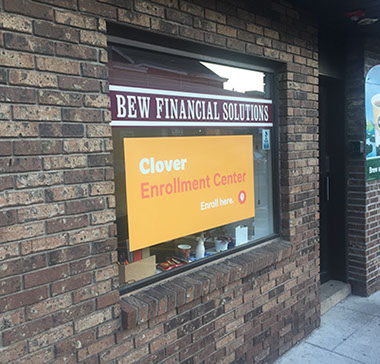 BEW FINANCIAL SOLUTIONS
Clover
Enrollment Center
Enroll here.